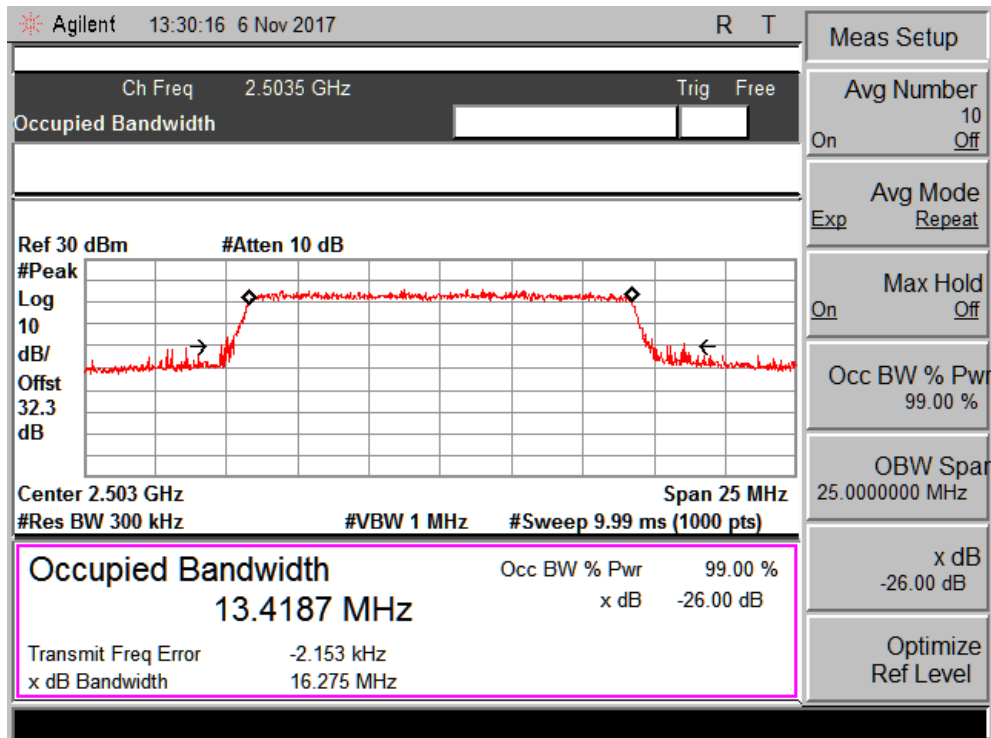 Agilent 13:30:16 6 Nov 2017 R T
Ch Freq 2.5035 GHz Trig Free
Occupied Bandwidth
Ref 30 dBm #Atten 10 dB
#Peak
Log
10
dB/
Offst
32.3
dB
Center 2.503 GHz Span 25 MHz
#Res BW 300 kHz #VBW 1 MHz #Sweep 9.99 ms (1000 pts)
Occupied Bandwidth Occ BW % Pwr 99.00 %
13.4187 MHz x dB -26.00 dB
Transmit Freq Error -2.153 kHz
x dB Bandwidth 16.275 MHz
Meas Setup
Avg Number
10
On Off
Avg Mode
Exp Repeat
Max Hold
On Off
Occ BW % Pwr
99.00 %
OBW Span
25.0000000 MHz
x dB
-26.00 dB
Optimize
Ref Level